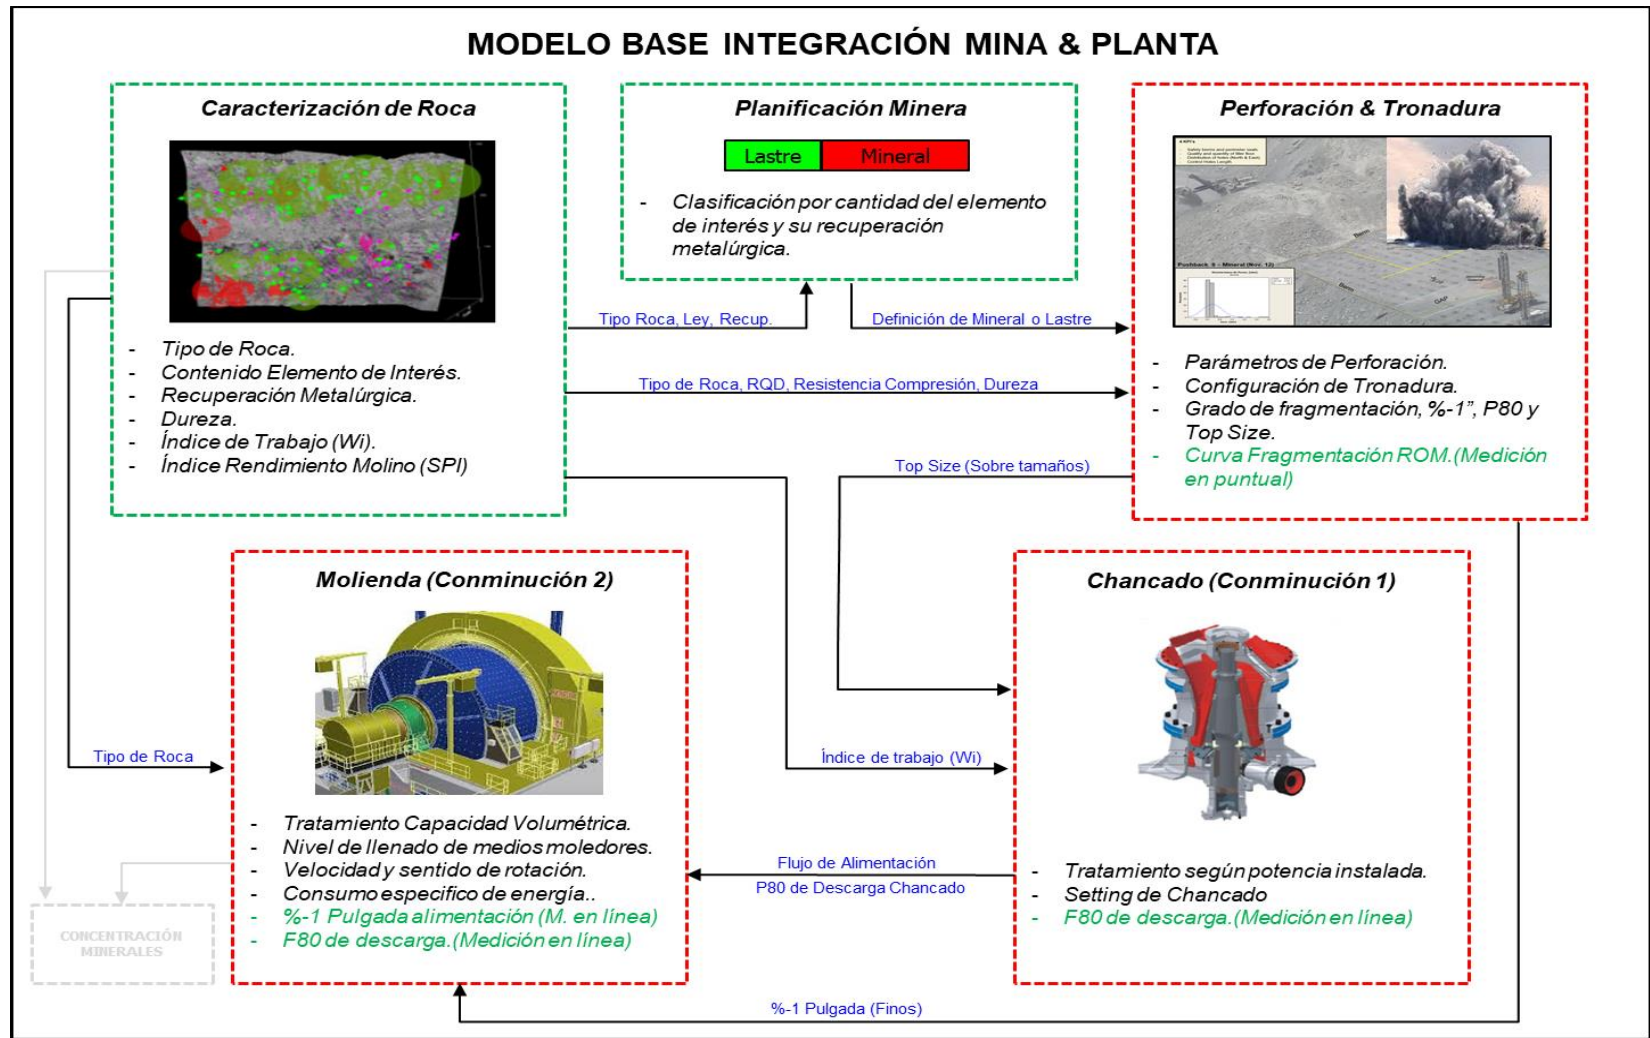 MODELO BASE INTEGRACIÓN MINA & PLANTA
Caracterización de Roca
- Tipo de Roca.
- Contenido Elemento de Interés.
- Recuperación Metalúrgica.
- Dureza.
- Índice de Trabajo (Wi).
- Índice Rendimiento Molino (SPI)
Planificación Minera
Lastre
Mineral
- Clasificación por cantidad del elemento
de interés y su recuperación
metalúrgica.
Perforación & Tronadura
Pushback 8 - Mineral (Nov. 12)
- Parámetros de Perforación.
- Configuración de Tronadura.
- Grado de fragmentación, %-1”, P80 y
Top Size.
- Curva Fragmentación ROM.(Medición
en puntual)
Tipo Roca, Ley, Recup.
Definición de Mineral o Lastre
Tipo de Roca, RQD, Resistencia Compresión, Dureza
Top Size (Sobre tamaños)
Molienda (Conminución 2)
- Tratamiento Capacidad Volumétrica.
- Nivel de llenado de medios moledores.
- Velocidad y sentido de rotación.
- Consumo especifico de energía..
- %-1 Pulgada alimentación (M. en línea)
- F80 de descarga.(Medición en línea)
Chancado (Conminución 1)
- Tratamiento según potencia instalada.
- Setting de Chancado
- F80 de descarga.(Medición en línea)
Tipo de Roca
Índice de trabajo (Wi)
Flujo de Alimentación
P80 de Descarga Chancado
CONCENTRACIÓN
MINERALES
%-1 Pulgada (Finos)